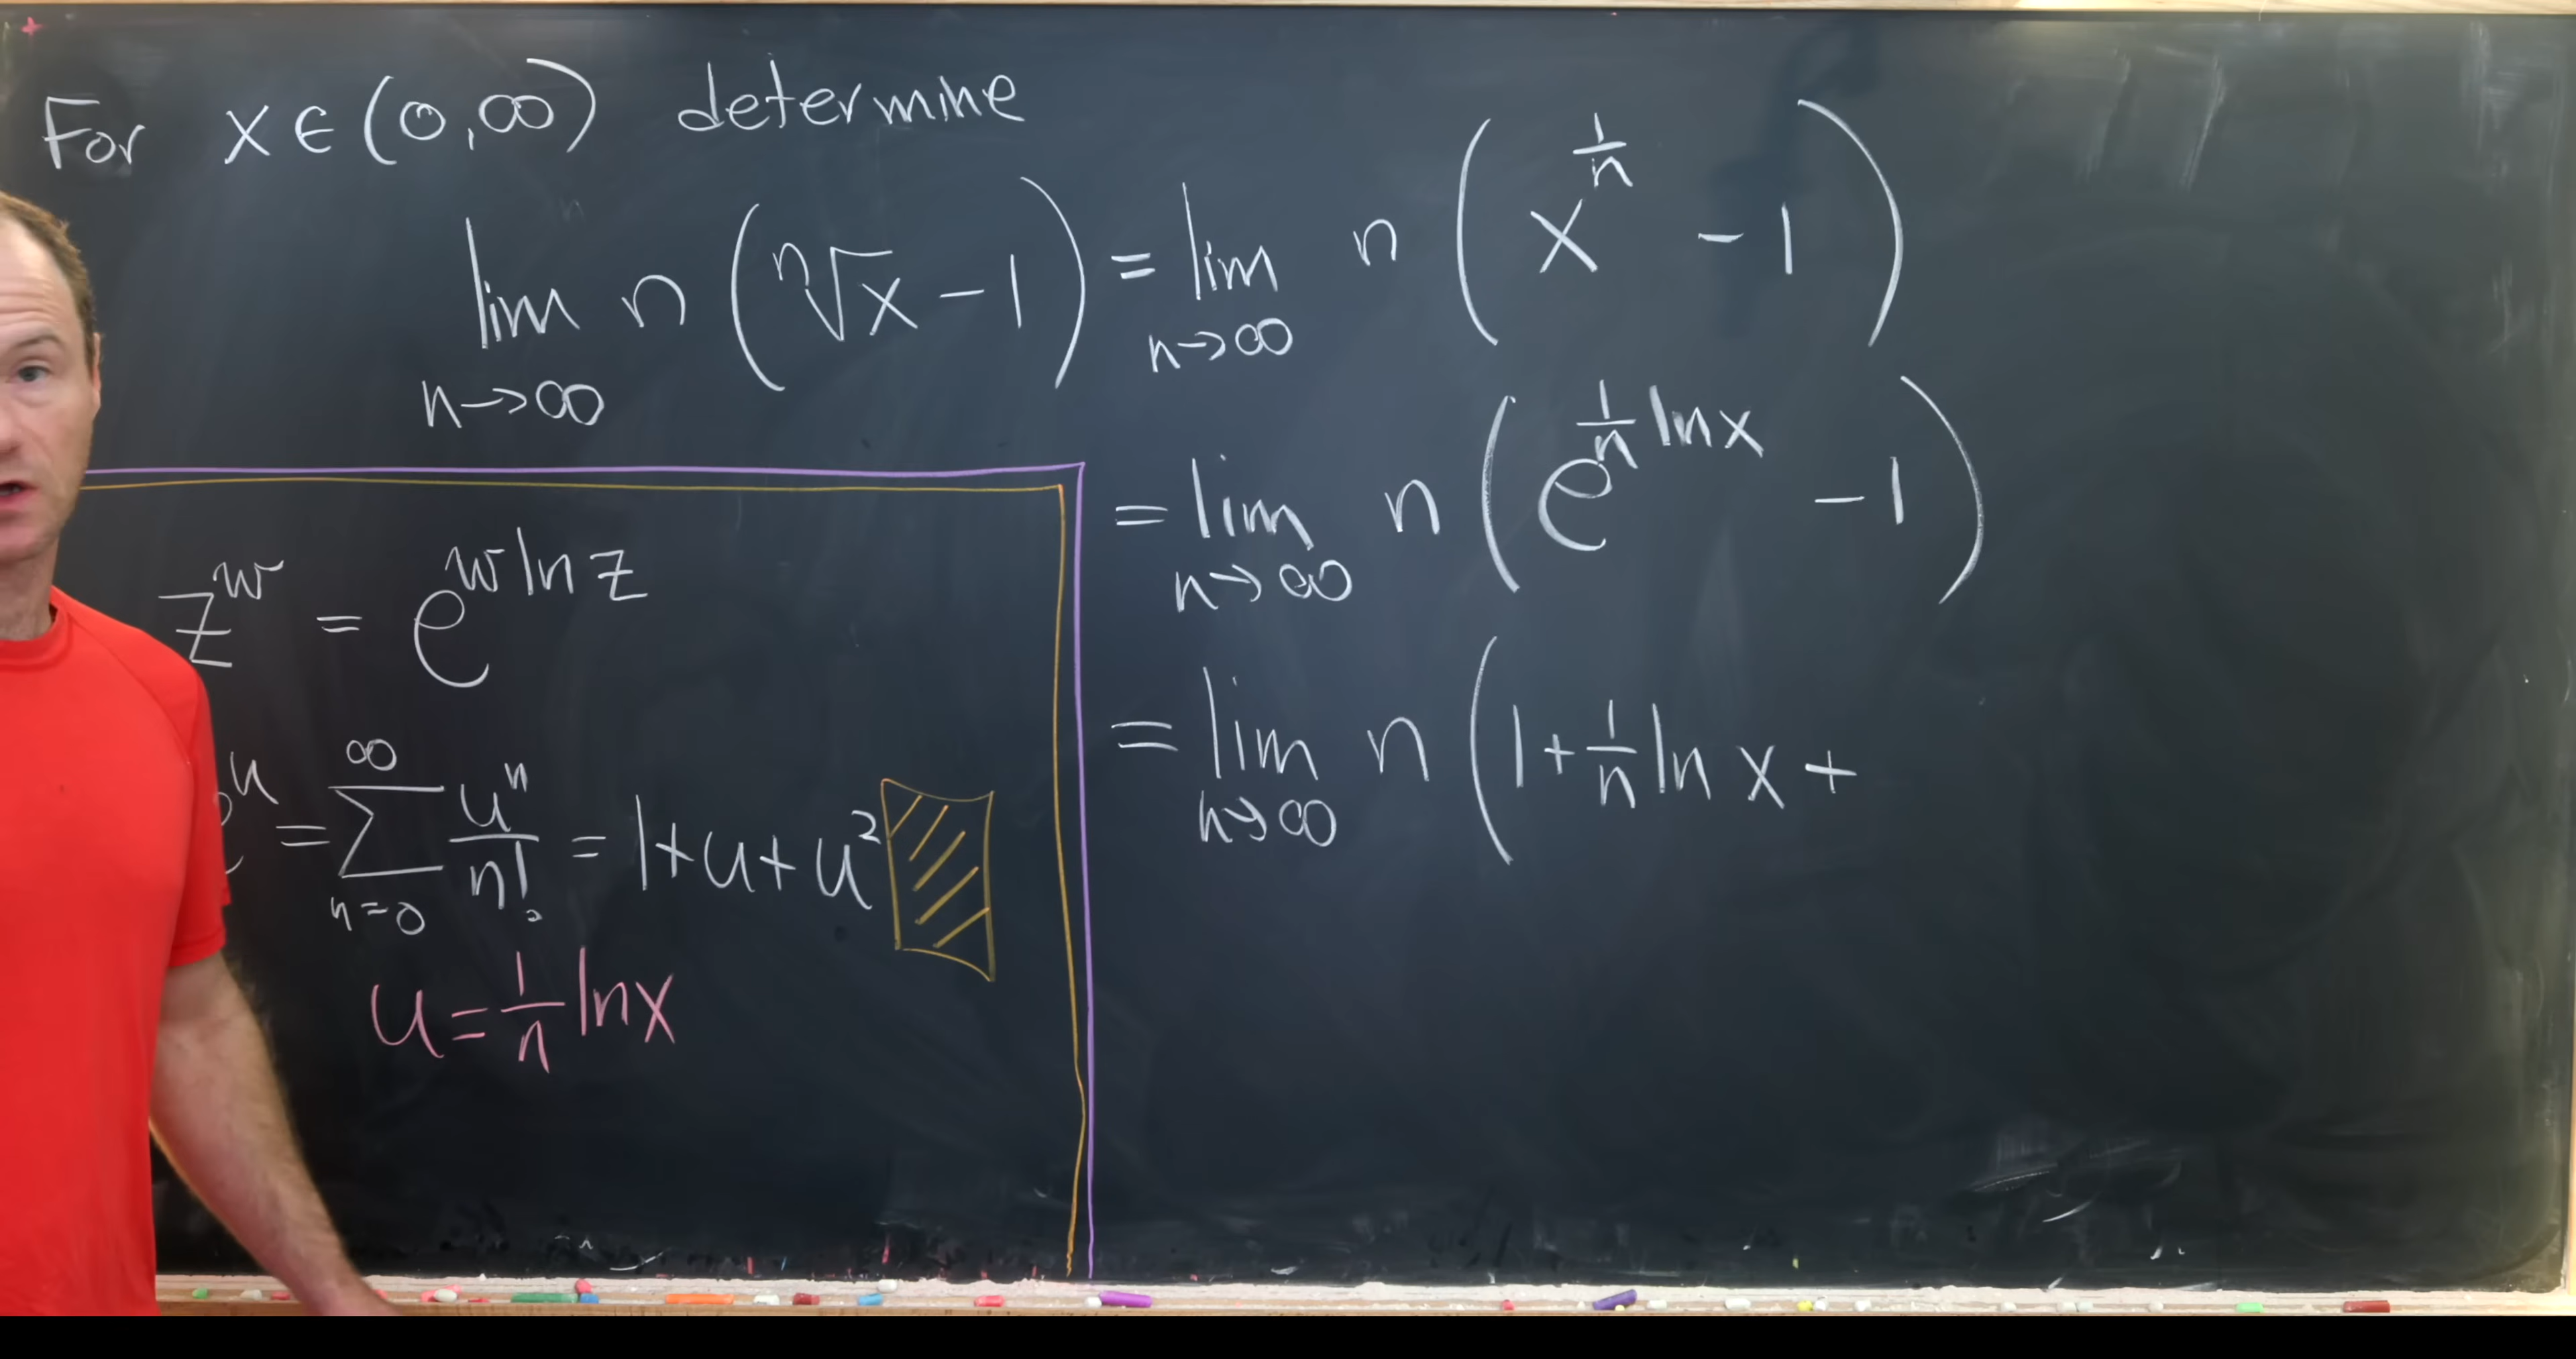 For x ∈ (0, ∞) determine
lim n→∞ n (ⁿ√x − 1) = lim n→∞ n (x^{1/n} − 1)
= lim n→∞ n (e^{1/n ln x} − 1)
= lim n→∞ n (1 + 1/n ln x +
z^w = e^{w ln z}
e^u = ∑_{n=0}^{∞} u^n/n! = 1 + u + u²
u = 1/n ln x